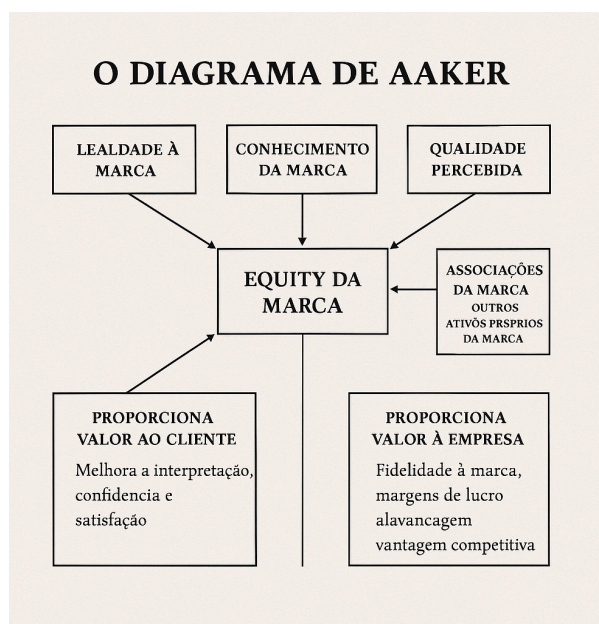 O DIAGRAMA DE AAKER
LEALDADE À
MARCA
CONHECIMENTO
DA MARCA
QUALIDADE
PERCEBIDA
EQUITY DA
MARCA
ASSOCIAÇÕES
DA MARCA
OUTROS
ATIVÕS PRSPRIOS
DA MARCA
PROPORCIONA
VALOR AO CLIENTE
Melhora a interpretação,
confidencia e
satisfação
PROPORCIONA
VALOR À EMPRESA
Fidelidade à marca,
margens de lucro
alavancagem
vantagem competitiva